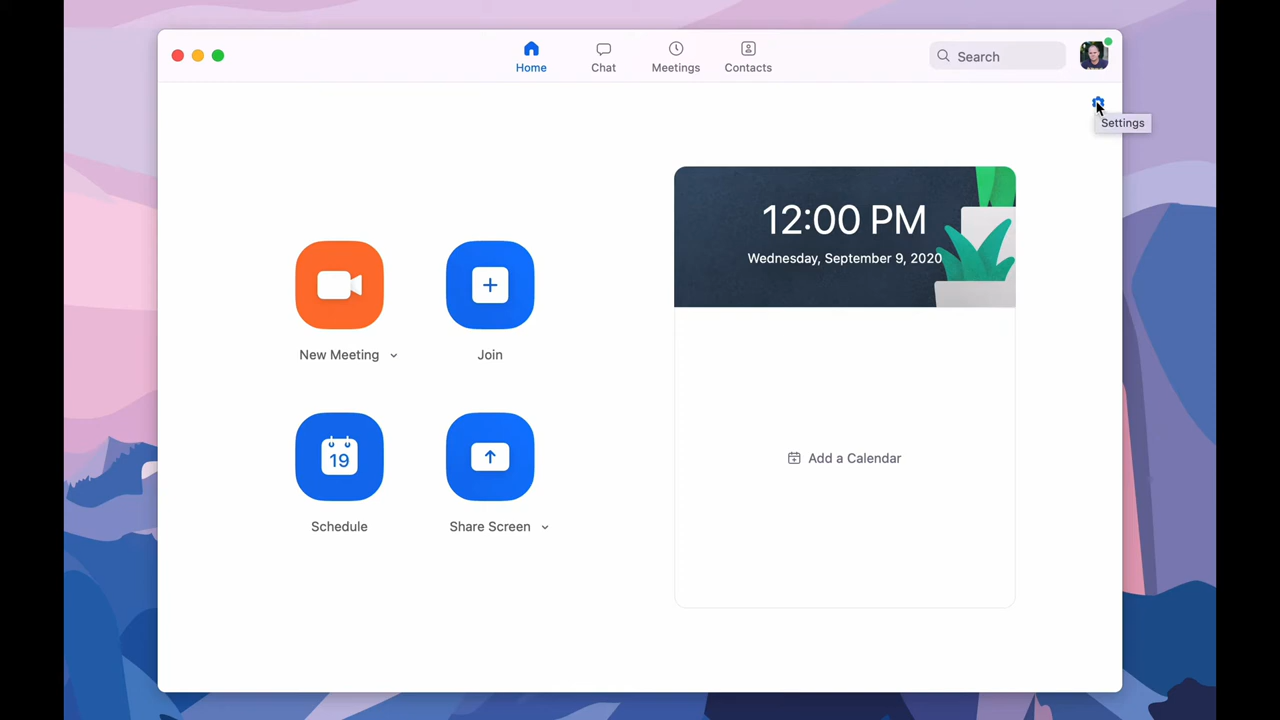 Home
Chat
Meetings
Contacts
Search
Settings
12:00 PM
Wednesday, September 9, 2020
New Meeting
Join
19
Schedule
Share Screen
Add a Calendar